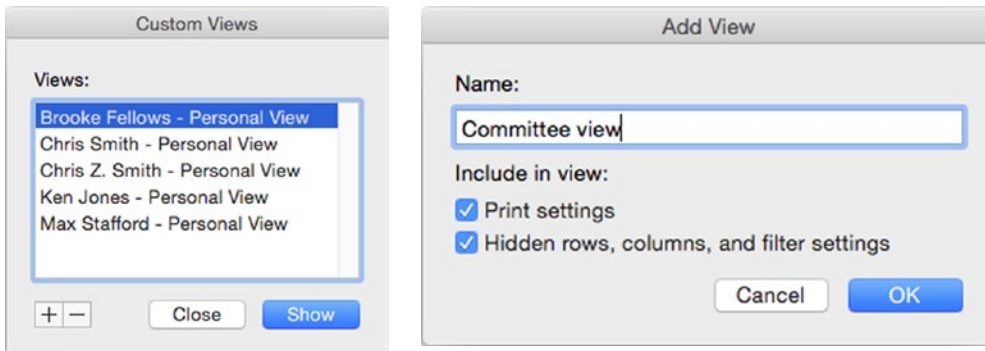 Custom Views
Views:
Brooke Fellows - Personal View
Chris Smith - Personal View
Chris Z. Smith - Personal View
Ken Jones - Personal View
Max Stafford - Personal View
+ −
Close
Show
Add View
Name:
Committee view
Include in view:
Print settings
Hidden rows, columns, and filter settings
Cancel
OK